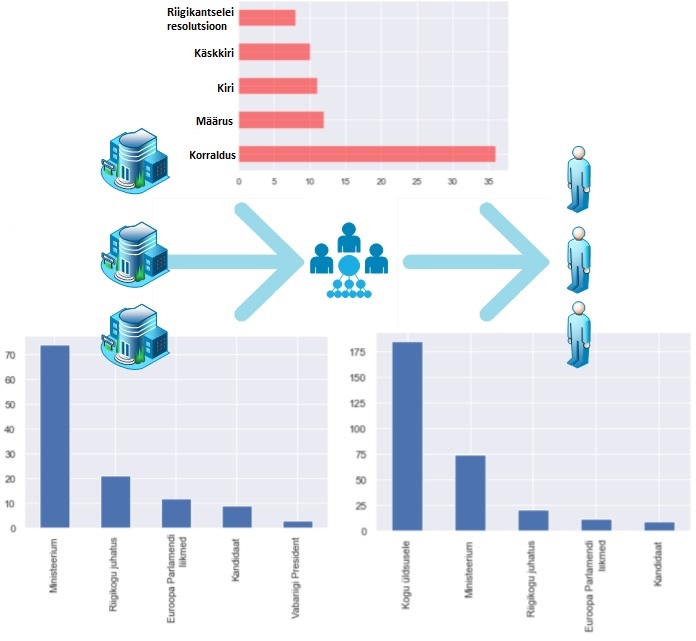 Riigikantselei
resolutsioon
Käskkiri
Kiri
Määrus
Korraldus
0 5 10 15 20 25 30 35
70
60
50
40
30
20
10
0
Ministeerium
Riigikogu juhatus
Euroopa Parlamendi
liikmed
Kandidaat
Vabariigi President
175
150
125
100
75
50
25
0
Kogu üldsusele
Ministeerium
Riigikogu juhatus
Euroopa Parlamendi
liikmed
Kandidaat